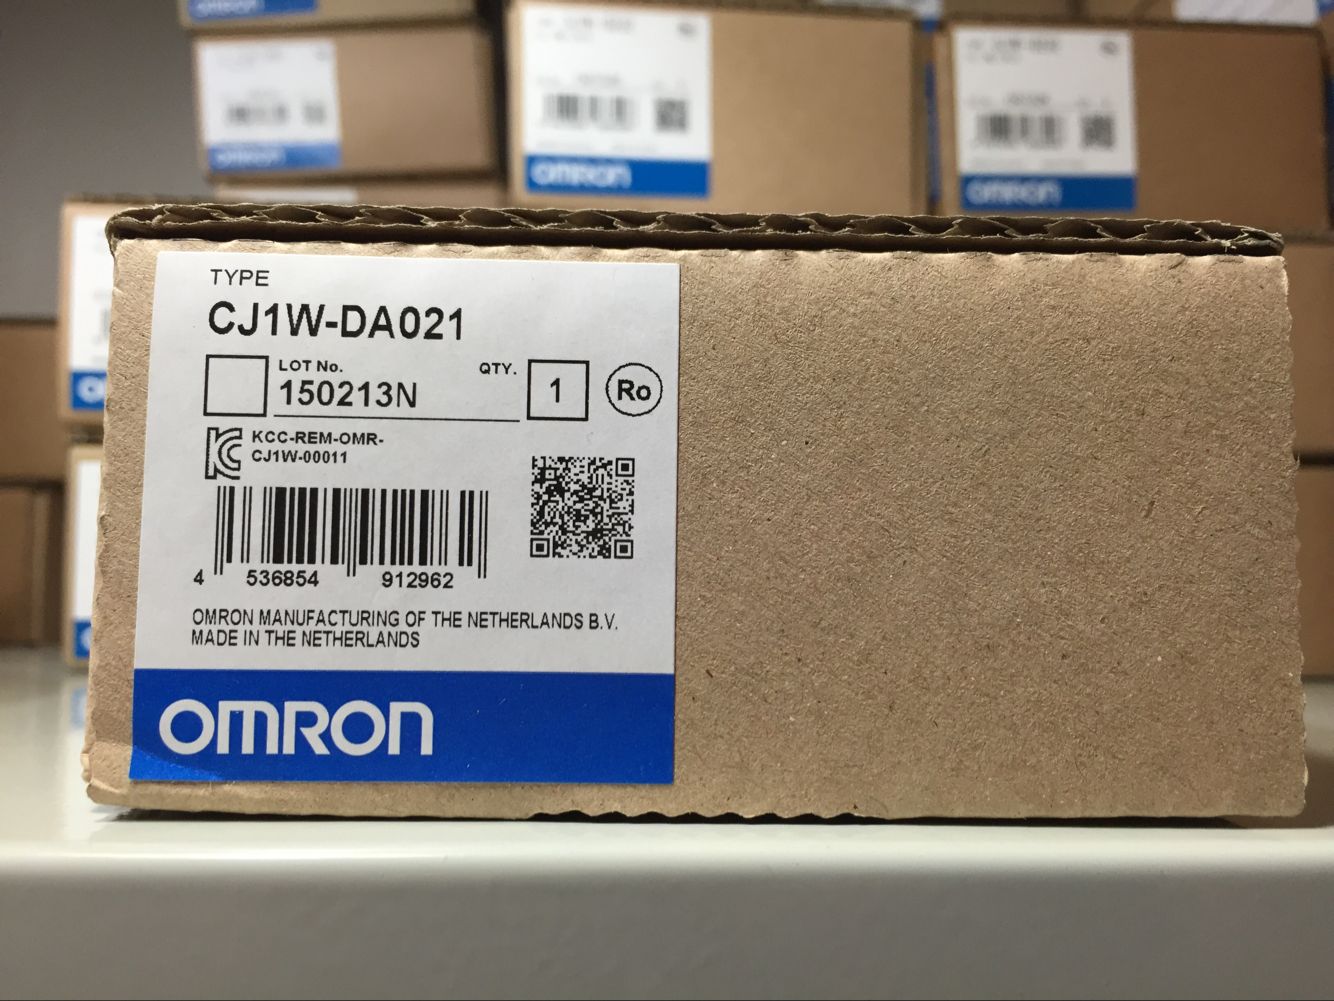 OMRON
OMRON
OMRON
OMRON
TYPE
CJ1W-DA021
LOT No.
150213N
QTY.
1
Ro
KCC-REM-OMR-
CJ1W-00011
4 536854 912962
OMRON MANUFACTURING OF THE NETHERLANDS B.V.
MADE IN THE NETHERLANDS
OMRON